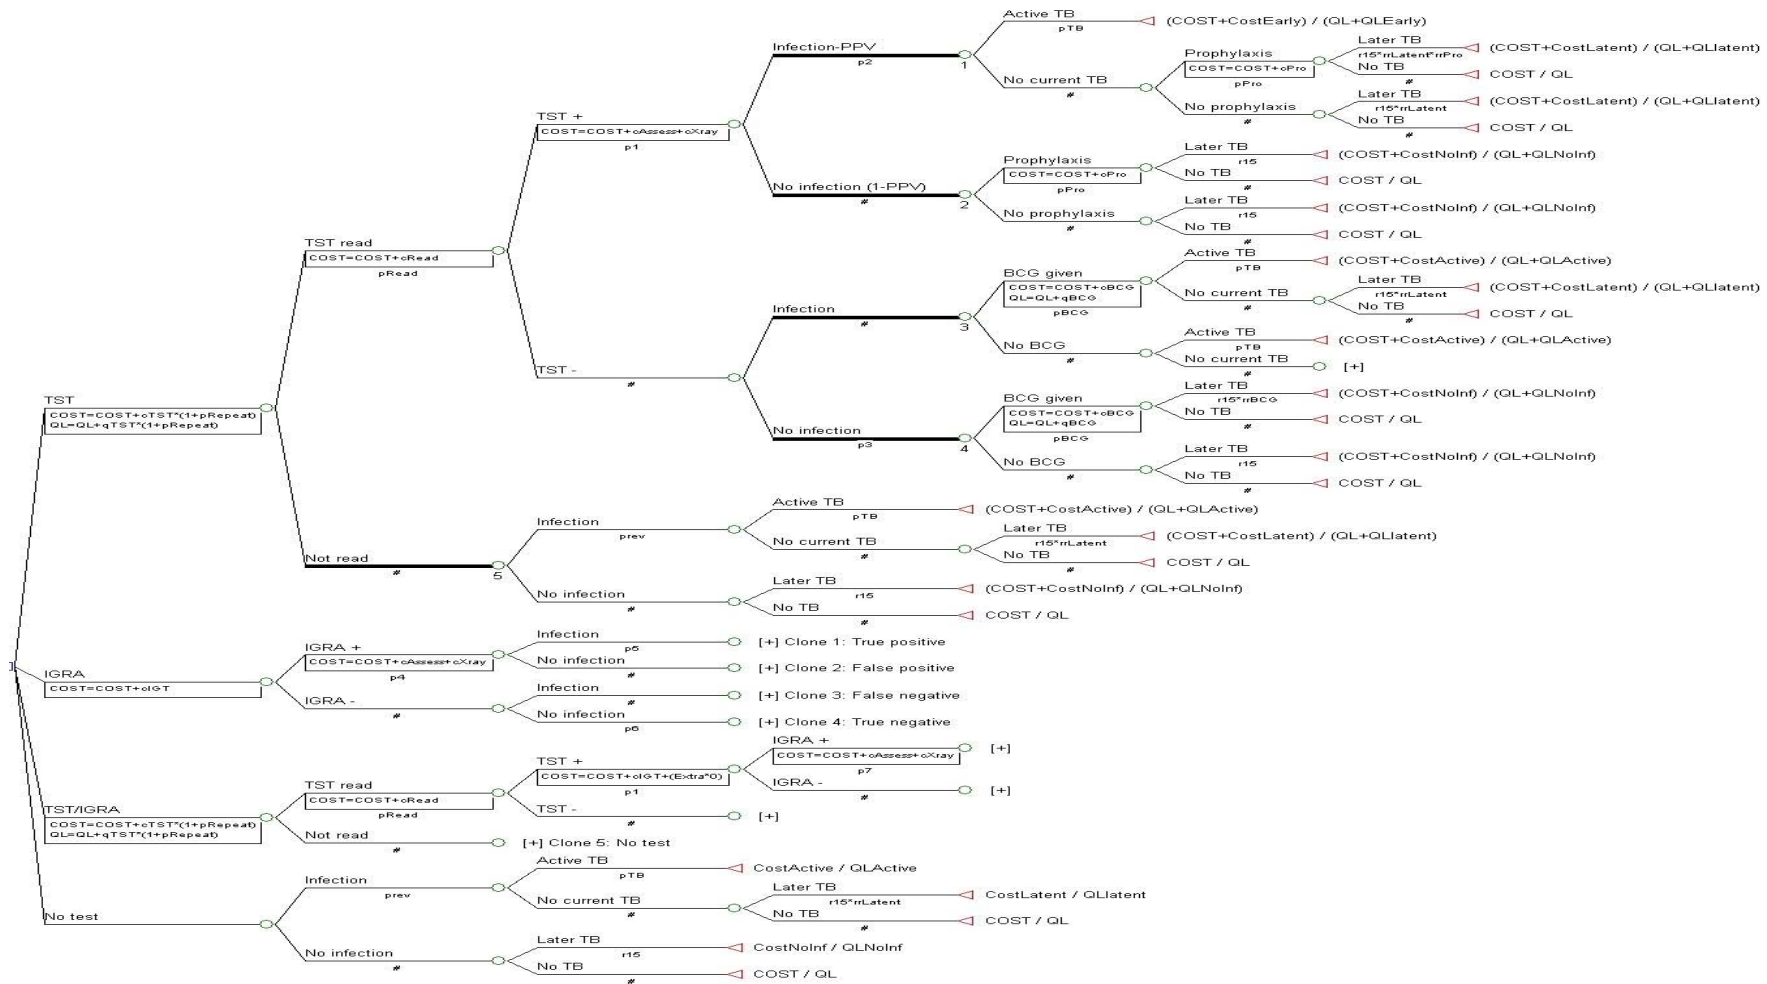 Active TB
pTB
(COST+CostEarly) / (QL+QLEarly)
Infection-PPV
p2
1
Later TB
r15*rrLatent*rrPro
(COST+CostLatent) / (QL+QLlatent)
Prophylaxis
COST=COST+cPro
pPro
No TB
#
COST / QL
No current TB
#
Later TB
r15*rrLatent
(COST+CostLatent) / (QL+QLlatent)
No prophylaxis
#
No TB
#
COST / QL
TST +
COST=COST+cAssess+cXray
p1
Later TB
r15
(COST+CostNoInf) / (QL+QLNoInf)
Prophylaxis
COST=COST+cPro
pPro
No TB
#
COST / QL
No infection (1-PPV)
#
2
Later TB
r15
(COST+CostNoInf) / (QL+QLNoInf)
No prophylaxis
#
No TB
#
COST / QL
TST read
COST=COST+cRead
pRead
Active TB
pTB
(COST+CostActive) / (QL+QLActive)
BCG given
COST=COST+cBCG
QL=QL+qBCG
pBCG
Later TB
r15*rrLatent
(COST+CostLatent) / (QL+QLlatent)
No current TB
#
No TB
#
COST / QL
Infection
#
3
Active TB
pTB
(COST+CostActive) / (QL+QLActive)
No BCG
#
No current TB
#
[+]
TST -
#
Later TB
r15*rrBCG
(COST+CostNoInf) / (QL+QLNoInf)
BCG given
COST=COST+cBCG
QL=QL+qBCG
pBCG
No TB
#
COST / QL
No infection
p3
4
Later TB
r15
(COST+CostNoInf) / (QL+QLNoInf)
No BCG
#
No TB
#
COST / QL
TST
COST=COST+cTST*(1+pRepeat)
QL=QL+qTST*(1+pRepeat)
Active TB
pTB
(COST+CostActive) / (QL+QLActive)
Infection
prev
Later TB
r15*rrLatent
(COST+CostLatent) / (QL+QLlatent)
No current TB
#
No TB
#
COST / QL
Not read
#
5
Later TB
r15
(COST+CostNoInf) / (QL+QLNoInf)
No infection
#
No TB
#
COST / QL
Infection
p5
[+] Clone 1: True positive
IGRA +
COST=COST+cAssess+cXray
p4
No infection
#
[+] Clone 2: False positive
IGRA
COST=COST+cIGT
Infection
#
[+] Clone 3: False negative
IGRA -
#
No infection
p6
[+] Clone 4: True negative
IGRA +
COST=COST+cAssess+cXray
p7
[+]
TST +
COST=COST+cIGT+(Extra*0)
p1
IGRA -
#
[+]
TST read
COST=COST+cRead
pRead
TST -
#
[+]
TST/IGRA
COST=COST+cTST*(1+pRepeat)
QL=QL+qTST*(1+pRepeat)
Not read
#
[+] Clone 5: No test
Active TB
pTB
CostActive / QLActive
Infection
prev
Later TB
r15*rrLatent
CostLatent / QLlatent
No current TB
#
No TB
#
COST / QL
No test
Later TB
r15
CostNoInf / QLNoInf
No infection
#
No TB
#
COST / QL